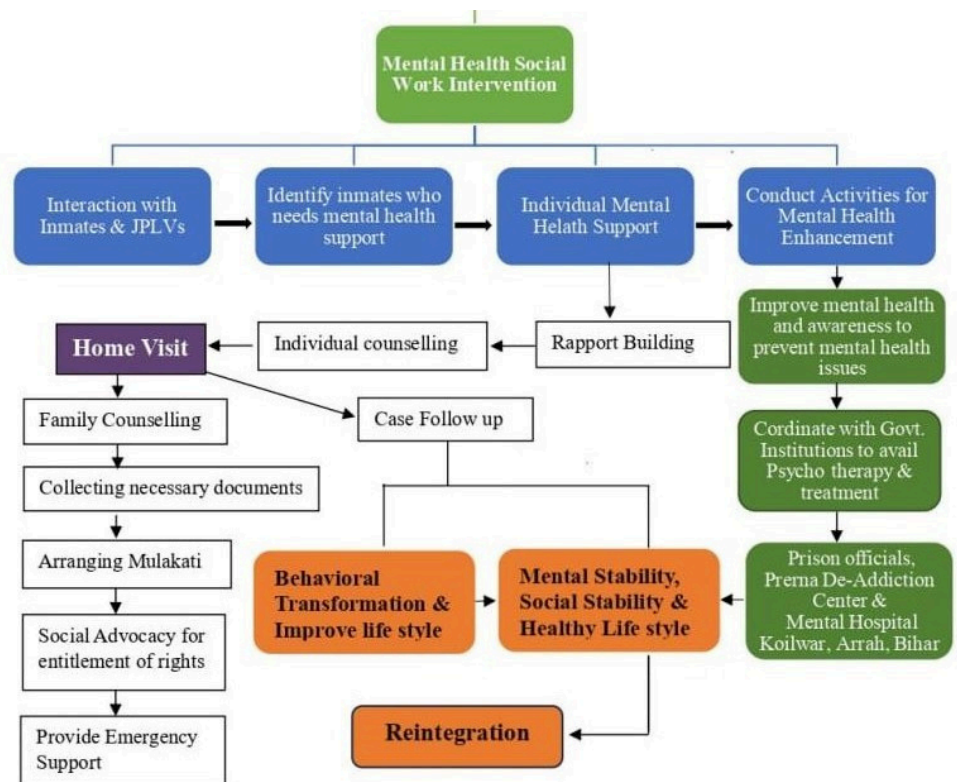 Mental Health Social
Work Intervention
Interaction with
Inmates & JPLVs
Identify inmates who
needs mental health
support
Individual Mental
Helath Support
Conduct Activities for
Mental Health
Enhancement
Improve mental health
and awareness to
prevent mental health
issues
Home Visit
Individual counselling
Rapport Building
Family Counselling
Case Follow up
Cordinate with Govt.
Institutions to avail
Psycho therapy &
treatment
Collecting necessary documents
Arranging Mulakati
Behavioral
Transformation &
Improve life style
Mental Stability,
Social Stability &
Healthy Life style
Prison officials,
Prerna De-Addiction
Center &
Mental Hospital
Koilwar, Arrah, Bihar
Social Advocacy for
entitlement of rights
Reintegration
Provide Emergency
Support